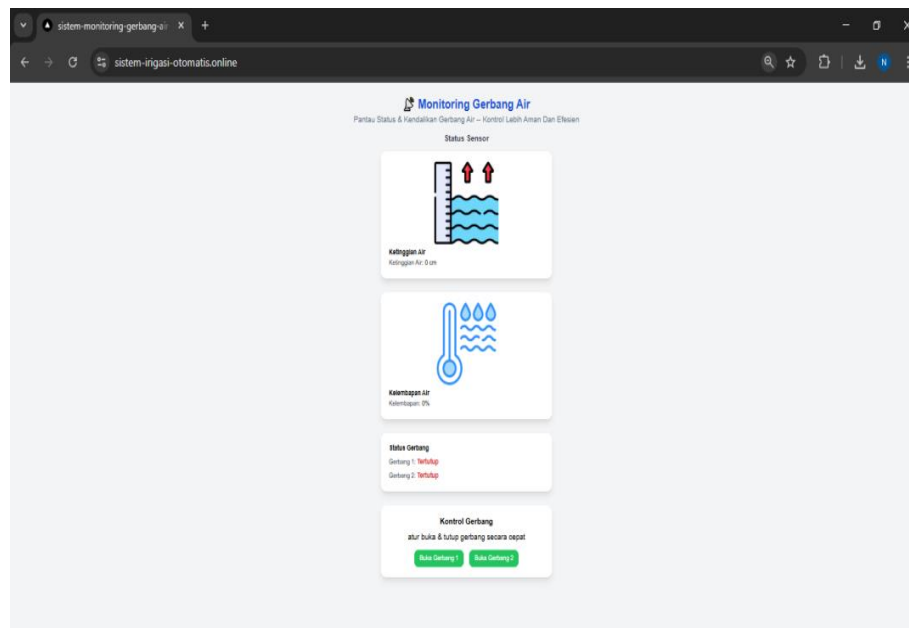 sistem-monitoring-gerbang-ai
sistem-irigasi-otomatis.online
N
Monitoring Gerbang Air
Pantau Status & Kendalikan Gerbang Air – Kontrol Lebih Aman Dan Efesien
Status Sensor
Ketinggian Air
Ketinggian Air: 0 cm
Kelembapan Air
Kelembapan: 0%
Status Gerbang
Gerbang 1: Tertutup
Gerbang 2: Tertutup
Kontrol Gerbang
atur buka & tutup gerbang secara cepat
Buka Gerbang 1 Buka Gerbang 2